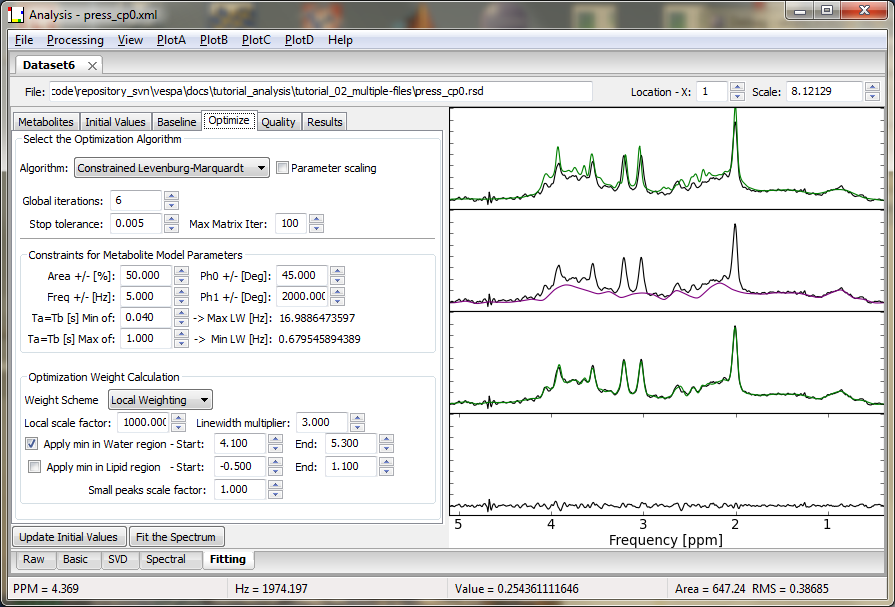 Analysis - press_cp0.xml
File Processing View PlotA PlotB PlotC PlotD Help
Dataset6
File: :code\repository_svn\vespa\docs\tutorial_analysis\tutorial_02_multiple-files\press_cp0.rsd Location - X: 1 Scale: 8.12129
Metabolites Initial Values Baseline Optimize Quality Results
Select the Optimization Algorithm
Algorithm: Constrained Levenburg-Marquardt Parameter scaling
Global iterations: 6
Stop tolerance: 0.005 Max Matrix Iter: 100
Constraints for Metabolite Model Parameters
Area +/- [%]: 50.000 Ph0 +/- [Deg]: 45.000
Freq +/- [Hz]: 5.000 Ph1 +/- [Deg]: 2000.000
Ta=Tb [s] Min of: 0.040 -> Max LW [Hz]: 16.9886473597
Ta=Tb [s] Max of: 1.000 -> Min LW [Hz]: 0.679545894389
Optimization Weight Calculation
Weight Scheme Local Weighting
Local scale factor: 1000.000 Linewidth multiplier: 3.000
Apply min in Water region - Start: 4.100 End: 5.300
Apply min in Lipid region - Start: -0.500 End: 1.100
Small peaks scale factor: 1.000
5 4 3 2 1
Frequency [ppm]
Update Initial Values Fit the Spectrum
Raw Basic SVD Spectral Fitting
PPM = 4.369 Hz = 1974.197 Value = 0.254361111646 Area = 647.24 RMS = 0.38685